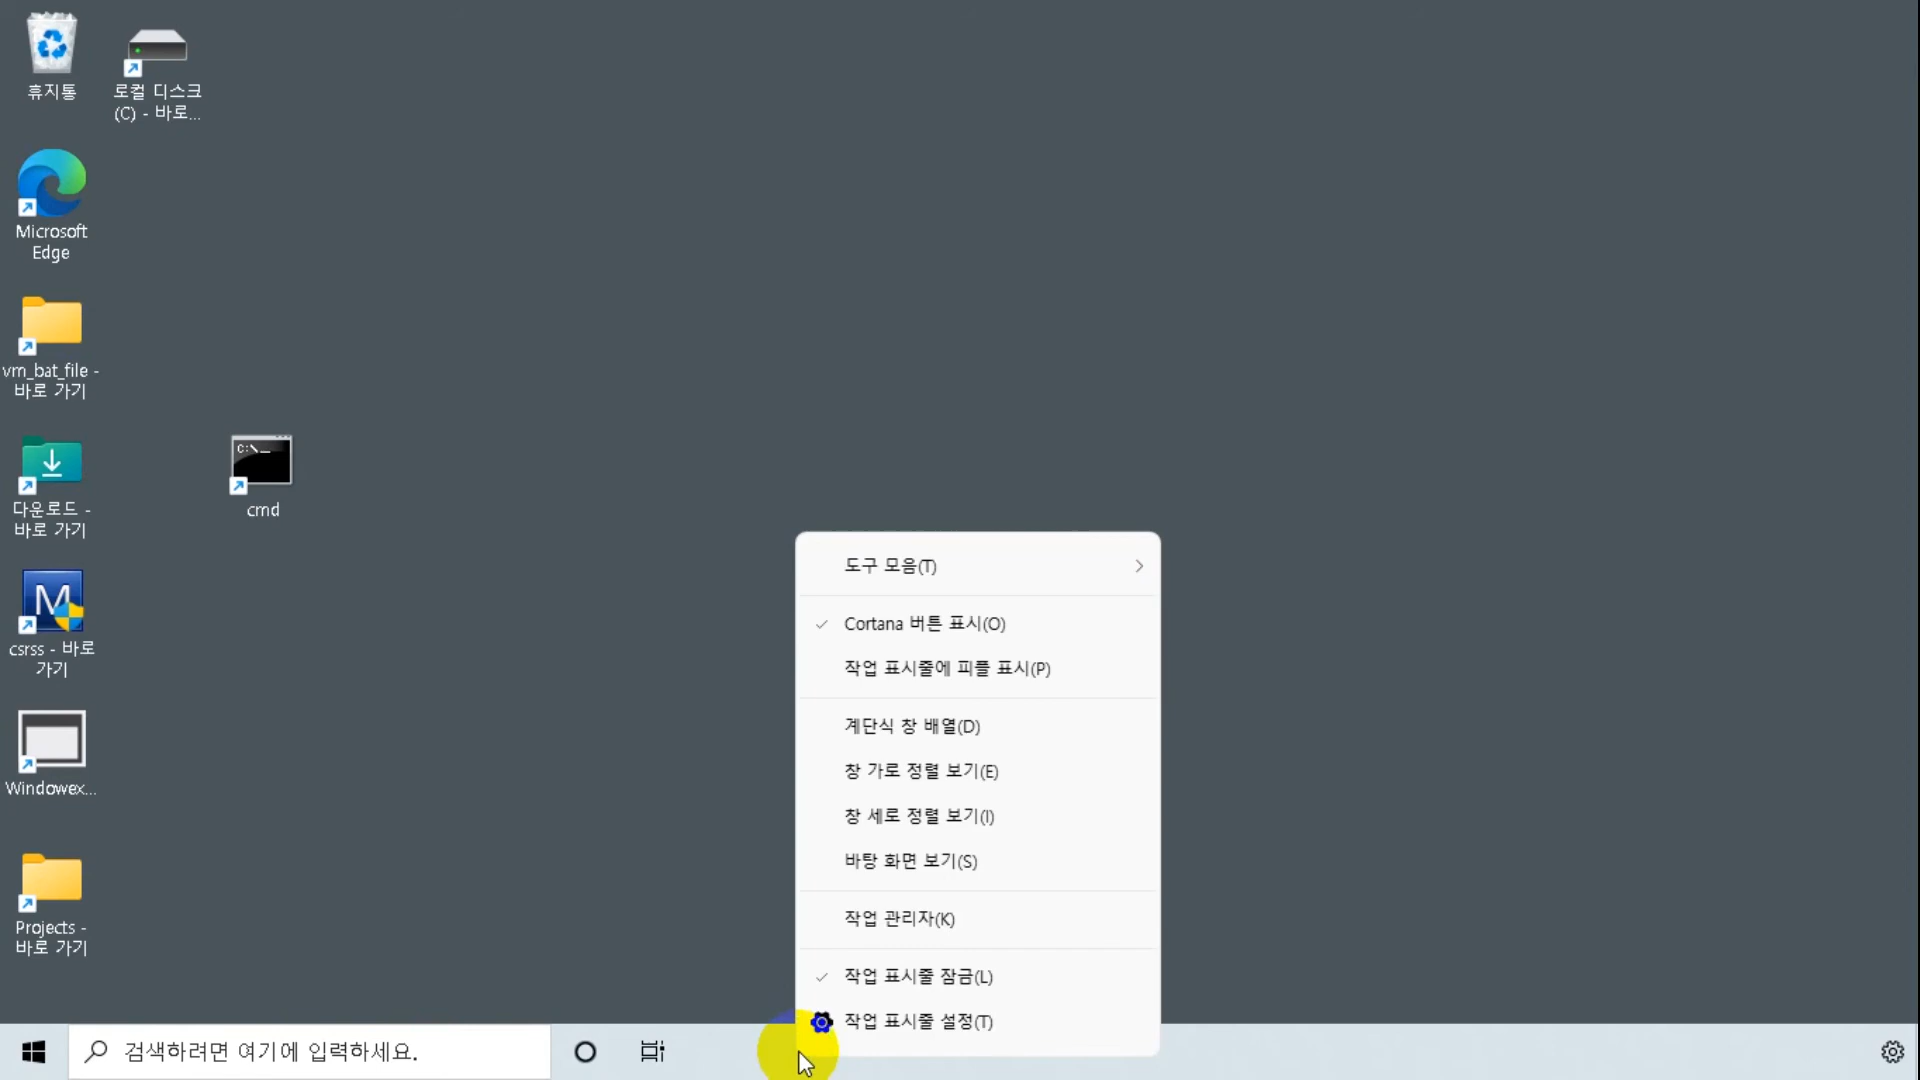 휴지통
로컬 디스크
(C) - 바로...
Microsoft
Edge
vm_bat_file -
바로 가기
다운로드 -
바로 가기
C:\_
cmd
M
csrss - 바로
가기
Windowex...
Projects -
바로 가기
도구 모음(T)
Cortana 버튼 표시(O)
작업 표시줄에 피플 표시(P)
계단식 창 배열(D)
창 가로 정렬 보기(E)
창 세로 정렬 보기(I)
바탕 화면 보기(S)
작업 관리자(K)
작업 표시줄 잠금(L)
작업 표시줄 설정(T)
검색하려면 여기에 입력하세요.